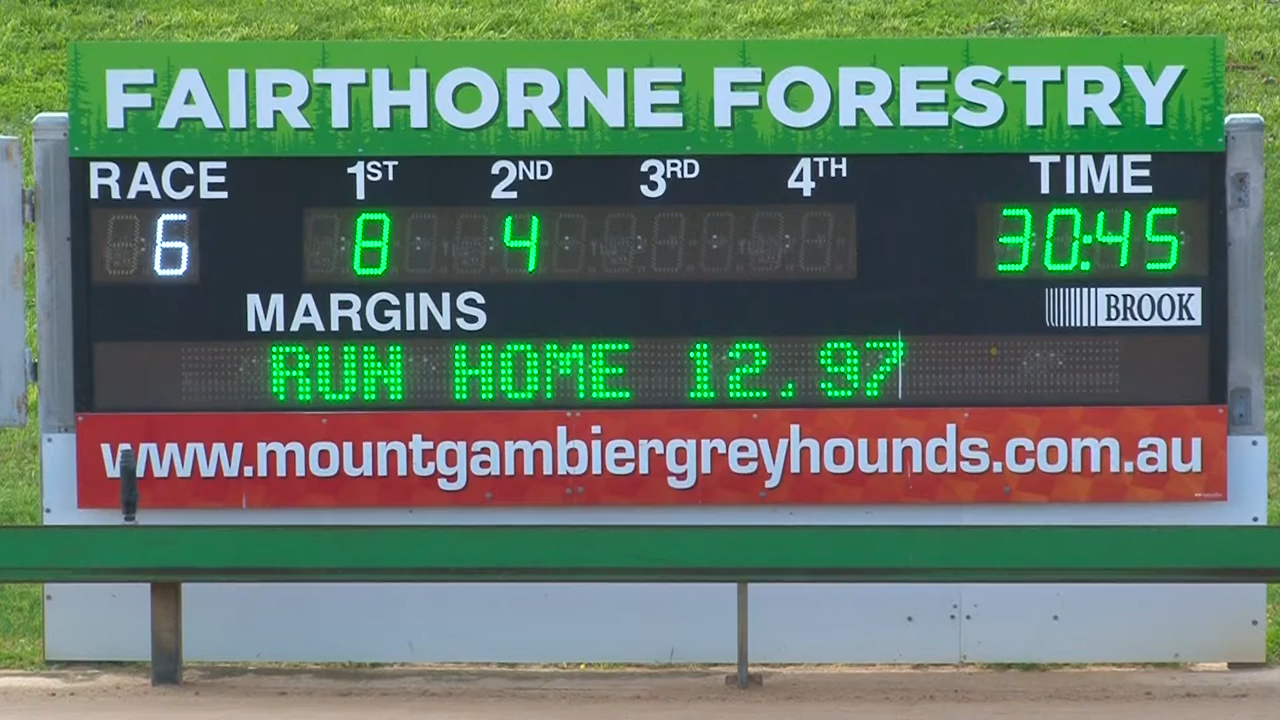 FAIRTHORNE FORESTRY
RACE 1ST 2ND 3RD 4TH TIME
6 8 4 30:45
MARGINS
BROOK
RUN HOME 12.97
www.mountgambiergreyhounds.com.au